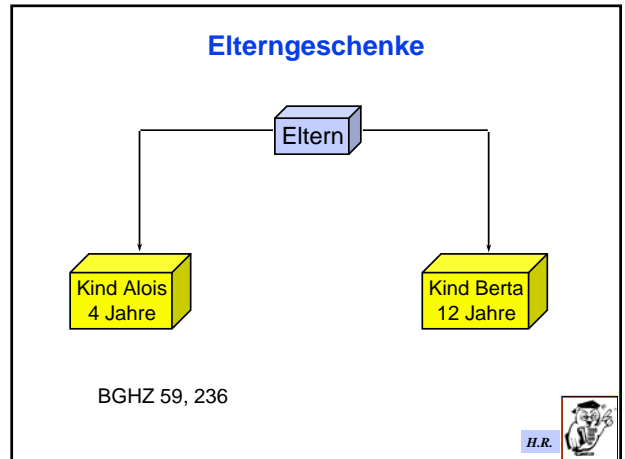 Elterngeschenke
Eltern
Kind Alois
4 Jahre
Kind Berta
12 Jahre
BGHZ 59, 236
H.R.